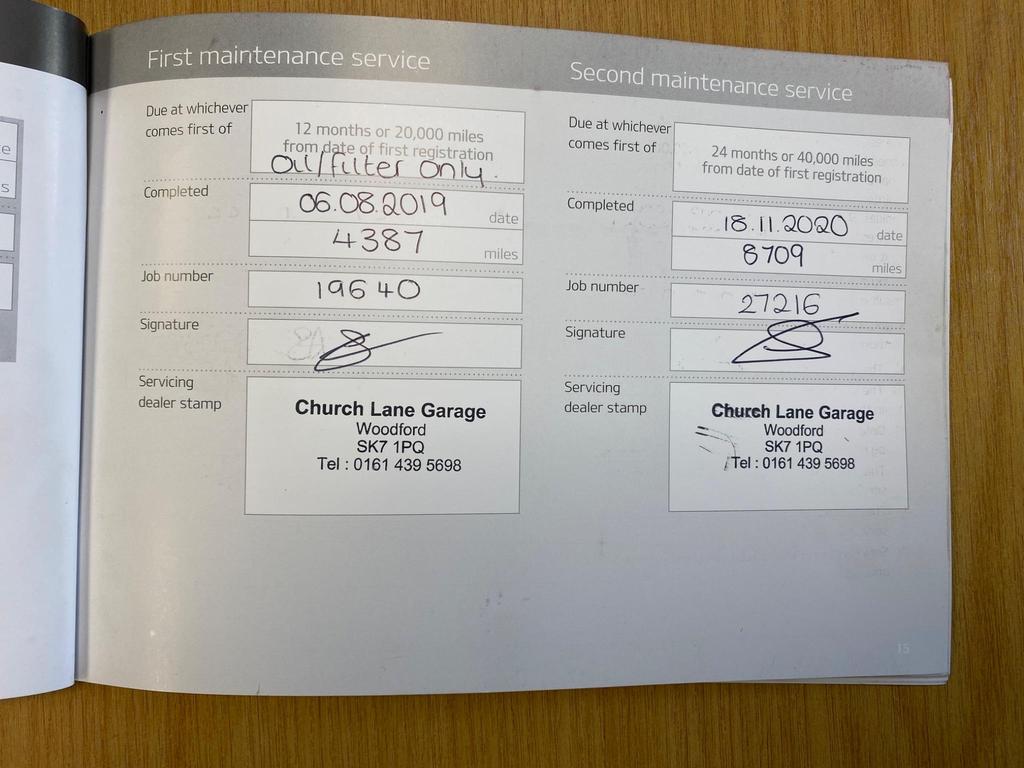 First maintenance service
Due at whichever
comes first of
12 months or 20,000 miles
from date of first registration
Oil/filter only.
Completed
06.08.2019 date
4387 miles
Job number
19640
Signature
Servicing
dealer stamp
Church Lane Garage
Woodford
SK7 1PQ
Tel : 0161 439 5698
Second maintenance service
Due at whichever
comes first of
24 months or 40,000 miles
from date of first registration
Completed
18.11.2020 date
8709 miles
Job number
27216
Signature
Servicing
dealer stamp
Church Lane Garage
Woodford
SK7 1PQ
Tel : 0161 439 5698
15
e
s